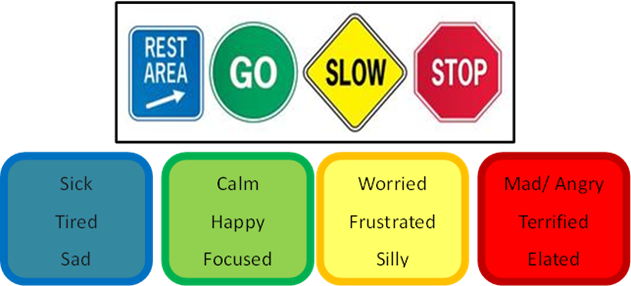 REST
AREA
GO
SLOW
STOP
Sick
Tired
Sad
Calm
Happy
Focused
Worried
Frustrated
Silly
Mad/ Angry
Terrified
Elated